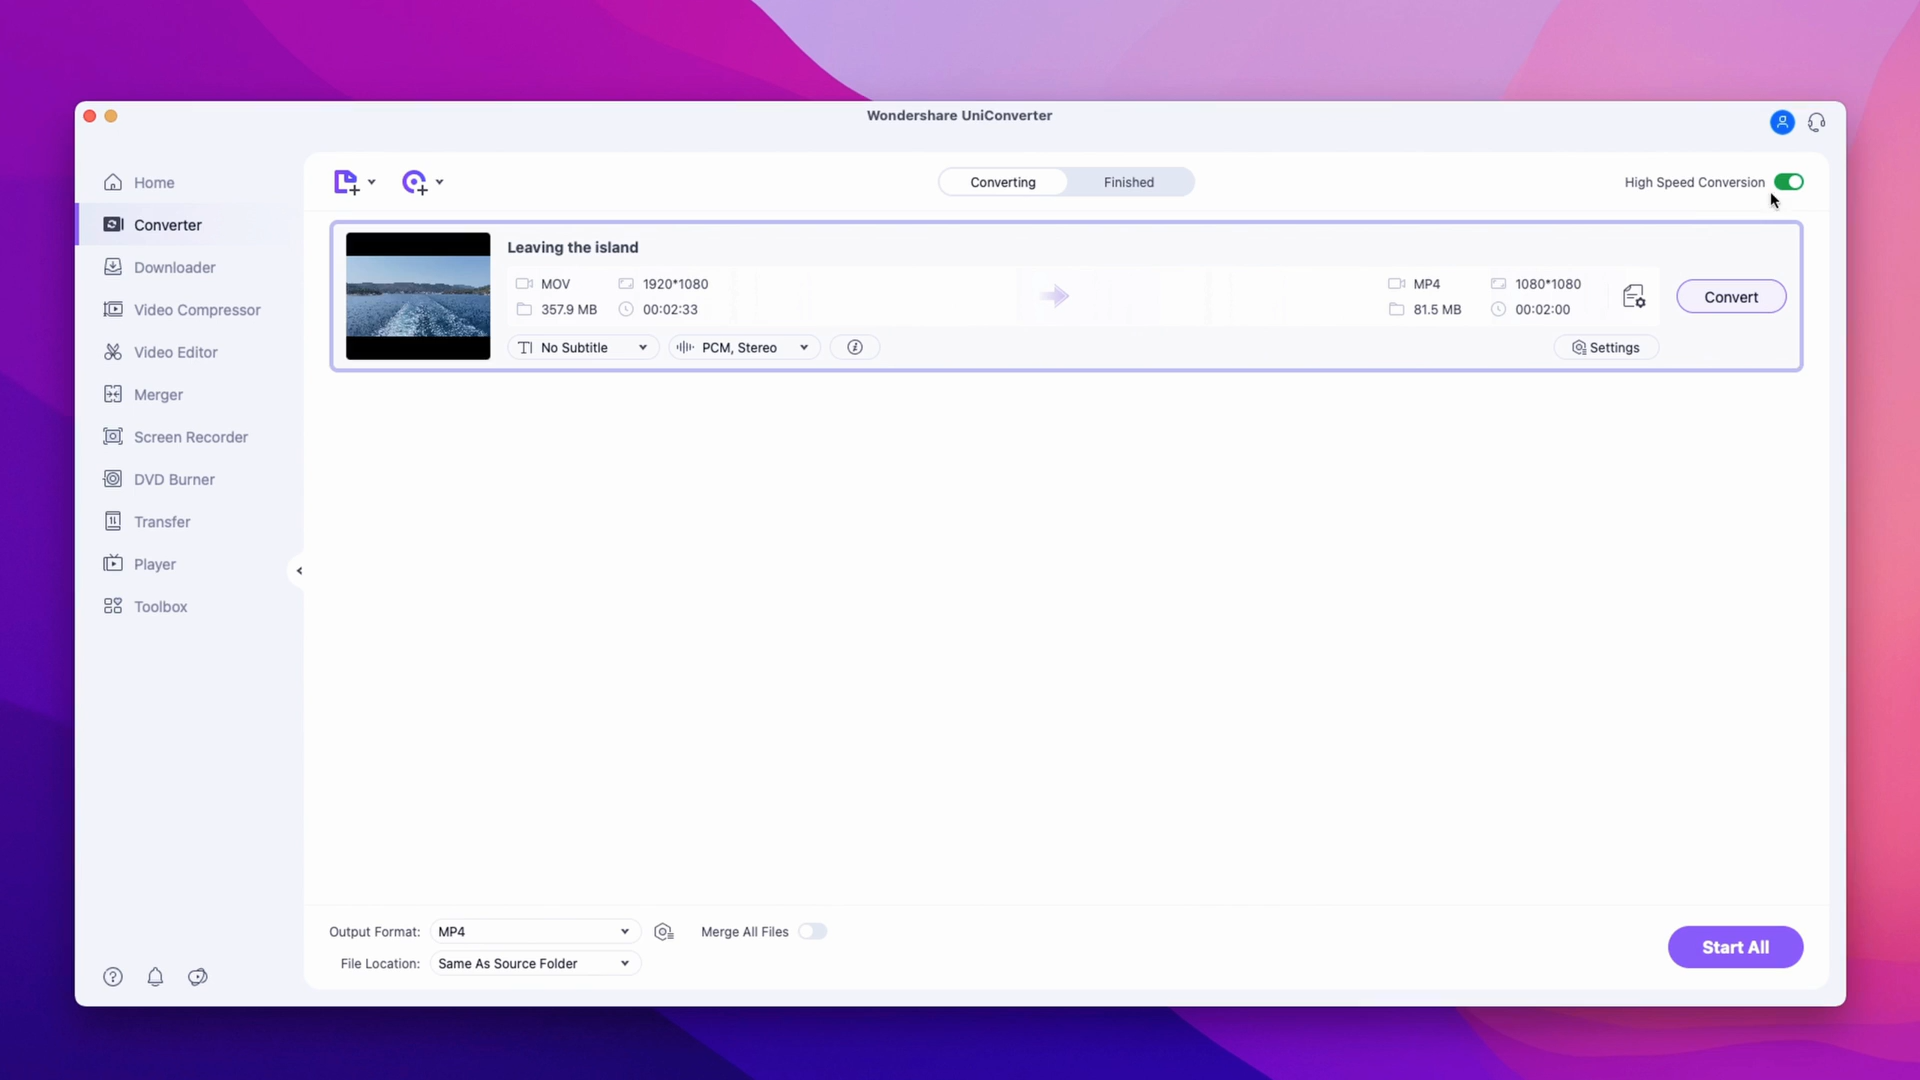 Wondershare UniConverter
Home
Converter
Downloader
Video Compressor
Video Editor
Merger
Screen Recorder
DVD Burner
Transfer
Player
Toolbox
Converting Finished
High Speed Conversion
Leaving the island
MOV 1920*1080
357.9 MB 00:02:33
MP4 1080*1080
81.5 MB 00:02:00
Convert
No Subtitle
PCM, Stereo
Settings
Output Format: MP4
Merge All Files
File Location: Same As Source Folder
Start All